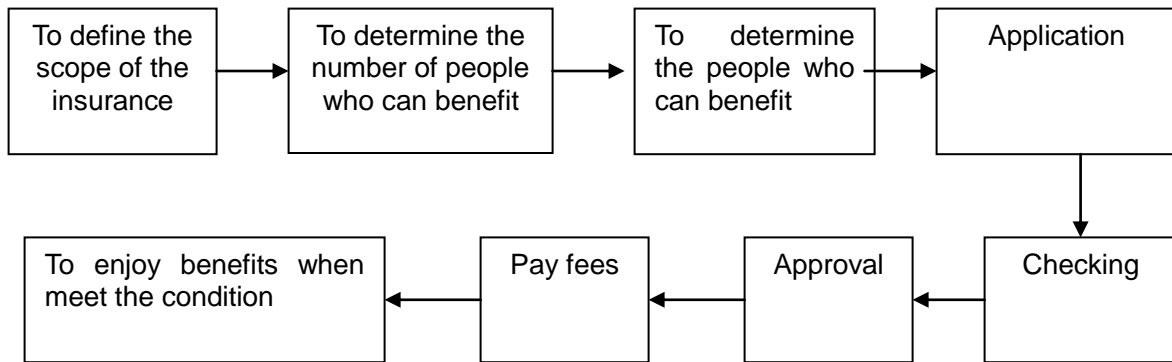 To define the
scope of the
insurance
To determine the
number of people
who can benefit
To determine
the people who
can benefit
Application
Checking
Approval
Pay fees
To enjoy benefits when
meet the condition